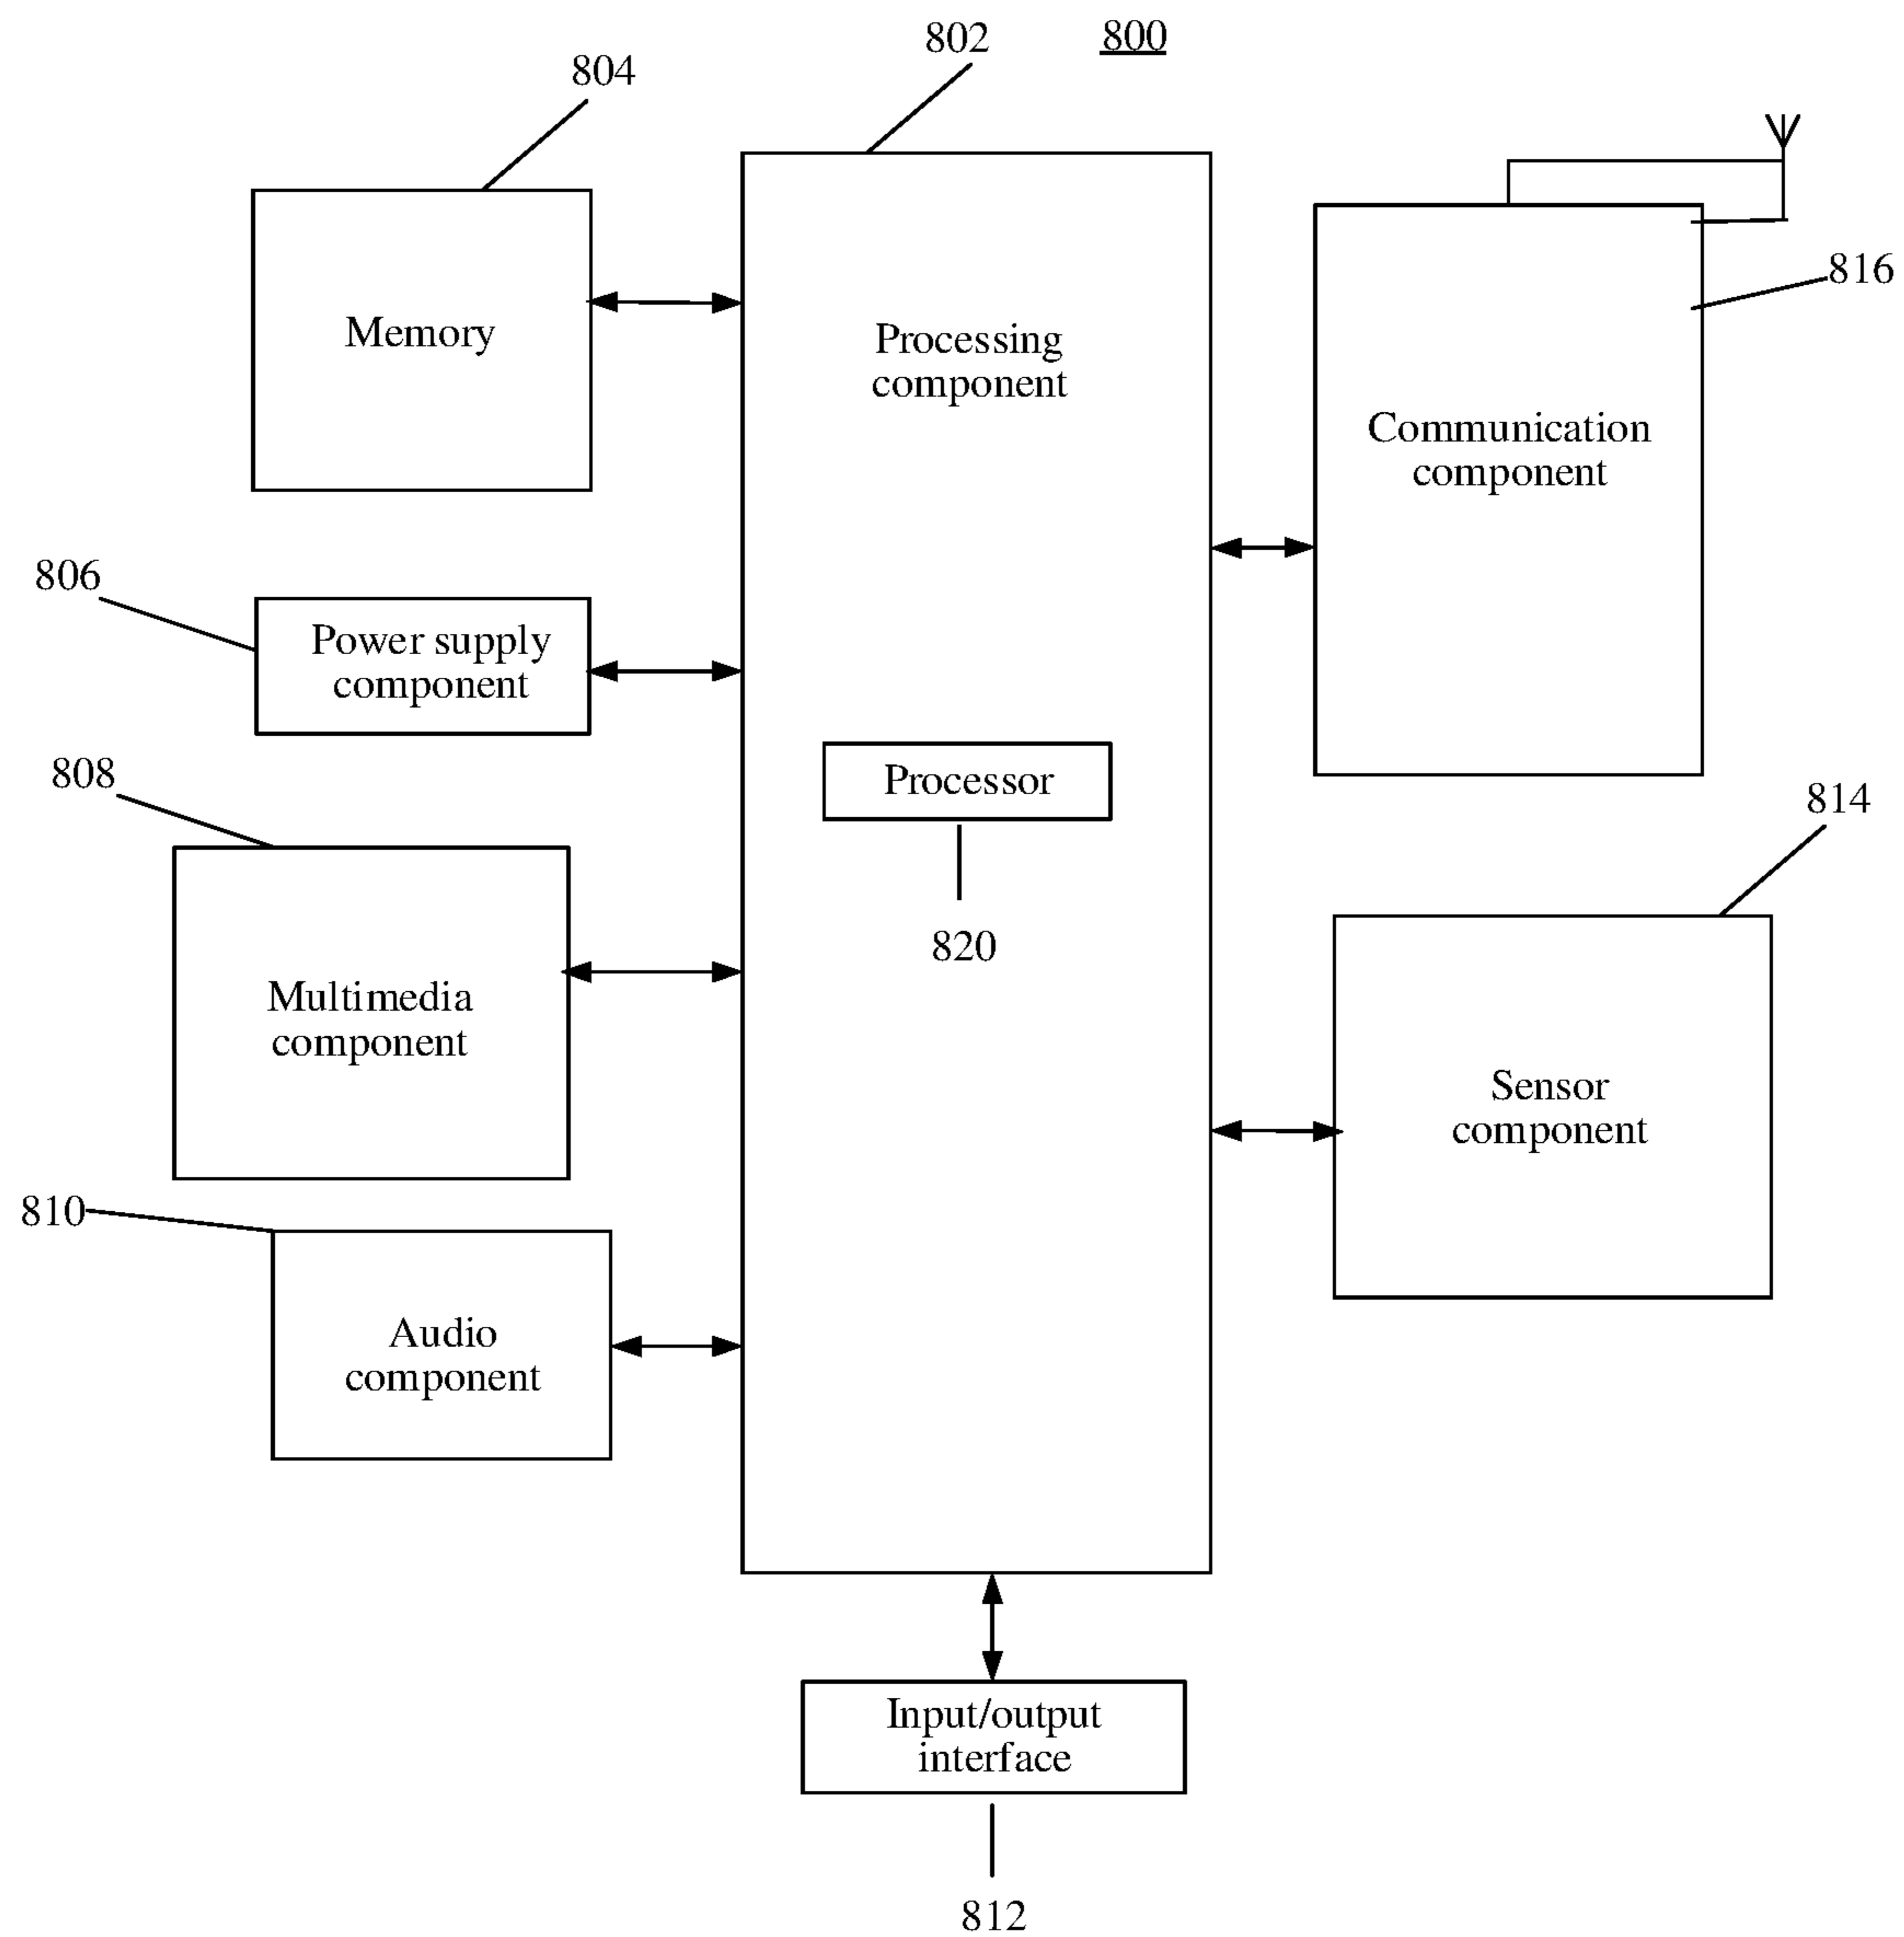 802
800
804
816
Memory
Processing
component
Communication
component
806
Power supply
component
808
Processor
814
820
Multimedia
component
Sensor
component
810
Audio
component
Input/output
interface
812